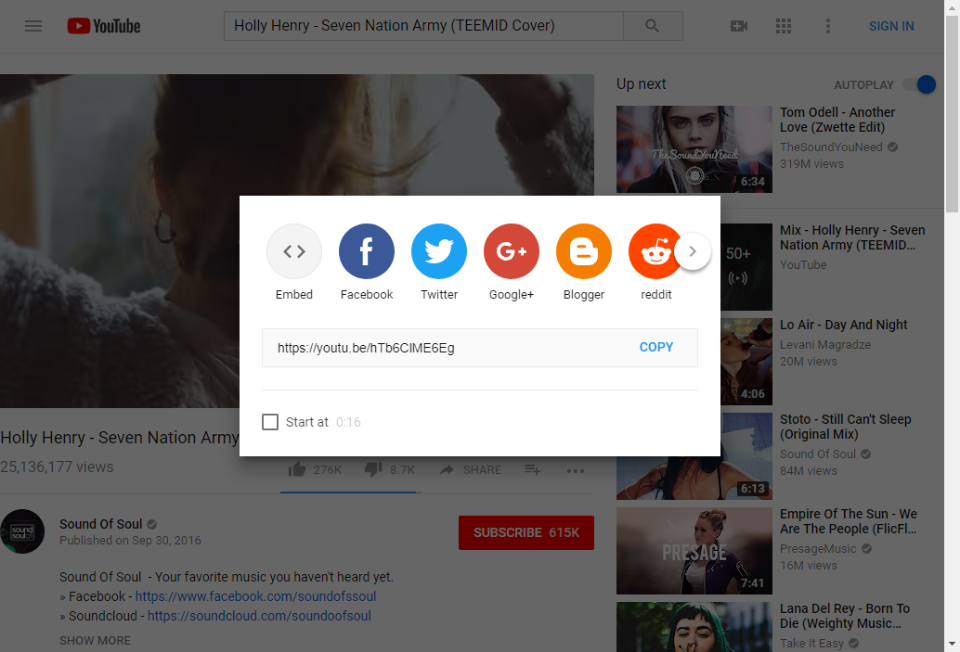 YouTube
Holly Henry - Seven Nation Army (TEEMID Cover)
SIGN IN
Up next
AUTOPLAY
TheSoundYouNeed
6:34
Tom Odell - Another
Love (Zwette Edit)
TheSoundYouNeed
319M views
50+
Mix - Holly Henry - Seven
Nation Army (TEEMID...
YouTube
4:06
Lo Air - Day And Night
Levani Magradze
20M views
6:13
Stoto - Still Can't Sleep
(Original Mix)
Sound Of Soul
84M views
PRESAGE
7:41
Empire Of The Sun - We
Are The People (FlicFl...
PresageMusic
16M views
Lana Del Rey - Born To
Die (Weighty Music...
Take It Easy
Embed
Facebook
Twitter
Google+
Blogger
reddit
https://youtu.be/hTb6CIME6Eg
COPY
Start at 0:16
Holly Henry - Seven Nation Army
25,136,177 views
276K
8.7K
SHARE
sound of soul
Sound Of Soul
Published on Sep 30, 2016
SUBSCRIBE 615K
Sound Of Soul - Your favorite music you haven't heard yet.
» Facebook - https://www.facebook.com/soundofssoul
» Soundcloud - https://soundcloud.com/soundoofsoul
SHOW MORE